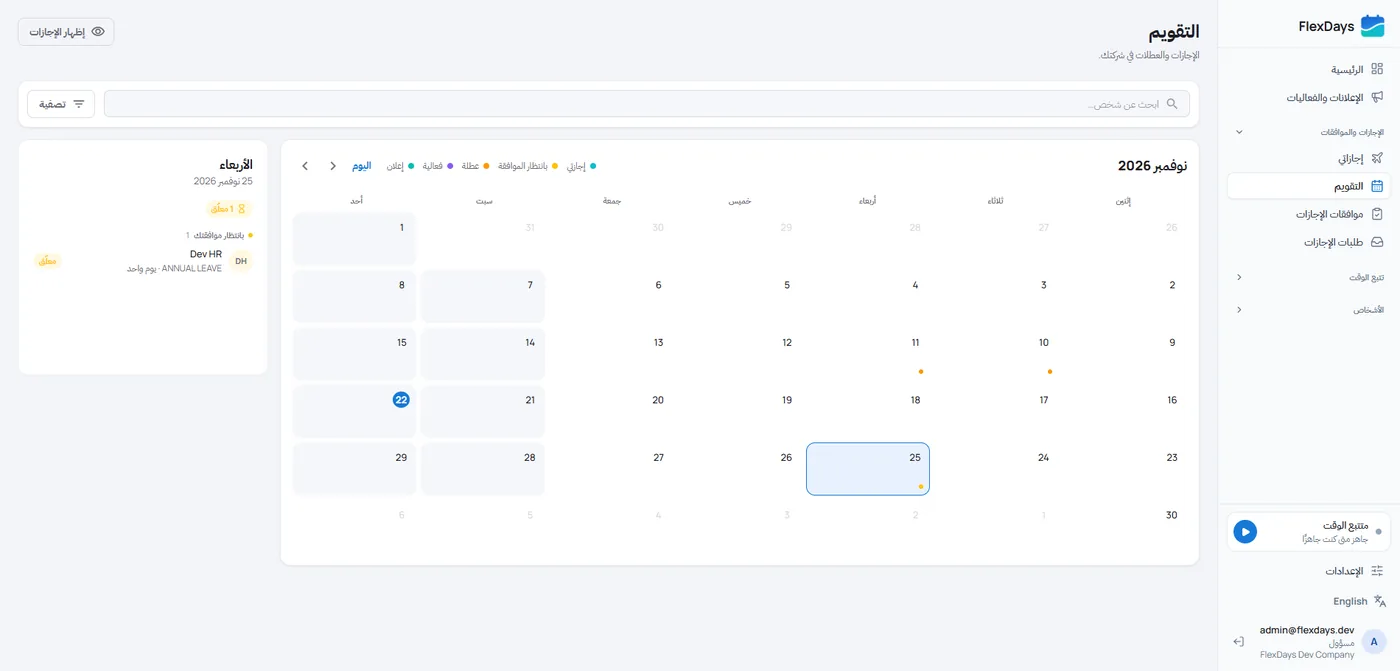 FlexDays
الرئيسية
الإعلانات والفعاليات
الإجازات والموافقات
إجازاتي
التقويم
موافقات الإجازات
طلبات الإجازات
تتبع الوقت
الأشخاص
متتبع الوقت
جاهز متى كنت جاهزًا
الإعدادات
English
A
admin@flexdays.dev
مسؤول
FlexDays Dev Company
التقويم
الإجازات والعطلات في شركتك.
إظهار الإجازات
ابحث عن شخص...
تصفية
نوفمبر 2026
إجازتي بانتظار الموافقة عطلة فعالية إعلان اليوم
إثنين ثلاثاء أربعاء خميس جمعة سبت أحد
26 27 28 29 30 31 1
2 3 4 5 6 7 8
9 10 11 12 13 14 15
16 17 18 19 20 21 22
23 24 25 26 27 28 29
30 1 2 3 4 5 6
الأربعاء
25 نوفمبر 2026
1 معلّق
بانتظار موافقتك 1
DH
Dev HR
ANNUAL LEAVE · يوم واحد
معلّق